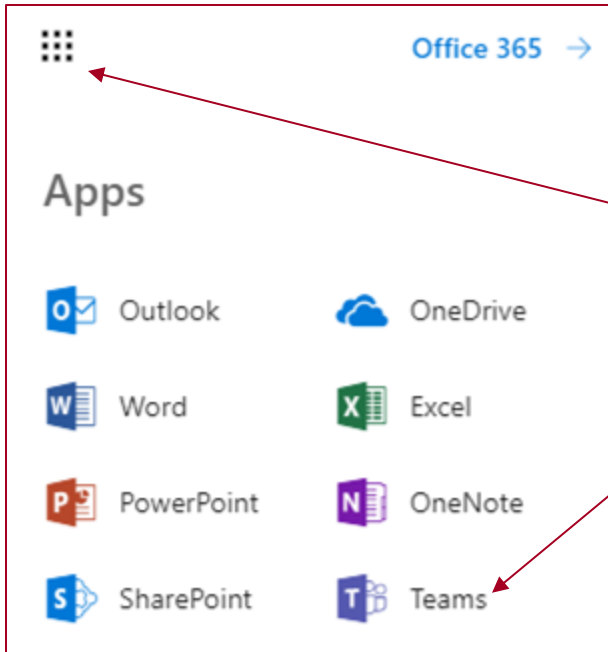 Office 365 →
Apps
Outlook OneDrive
Word Excel
PowerPoint OneNote
SharePoint Teams